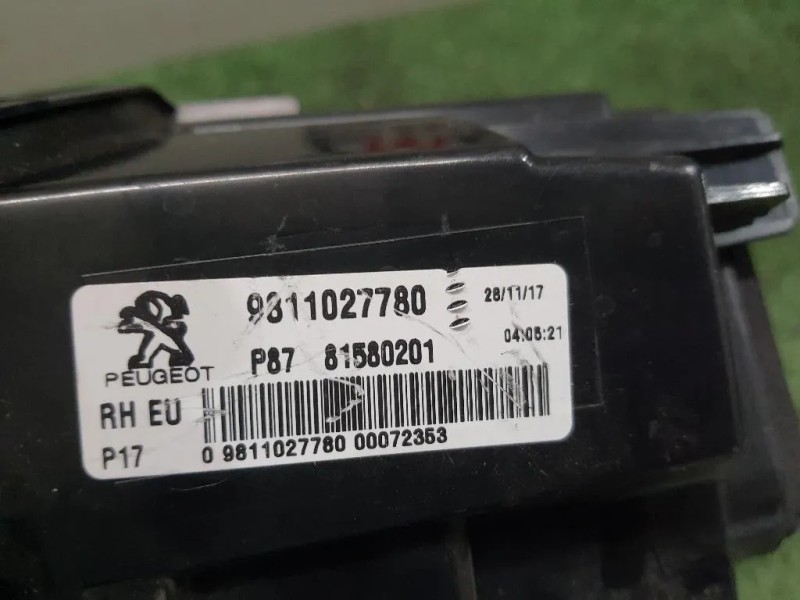 9811027780 28/11/17
04:05:21
P87 81580201
PEUGEOT
RH EU
P17 0 9811027780 00072353